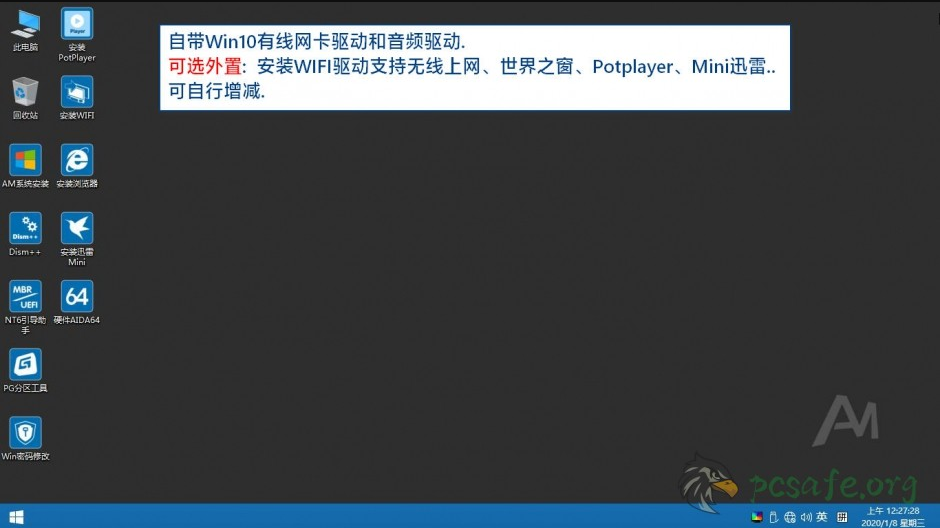 自带Win10有线网卡驱动和音频驱动.
可选外置: 安装WIFI驱动支持无线上网、世界之窗、Potplayer、Mini迅雷..
可自行增减.
此电脑
Player
安装
PotPlayer
回收站
安装WIFI
AM系统安装
安装浏览器
Dism++
Dism++
安装迅雷
Mini
MBR
UEFI
NT6引导助
手
64
硬件AIDA64
PG分区工具
Win密码修改
AM
pcsafe.org
英
拼
上午 12:27:28
2020/1/8 星期三